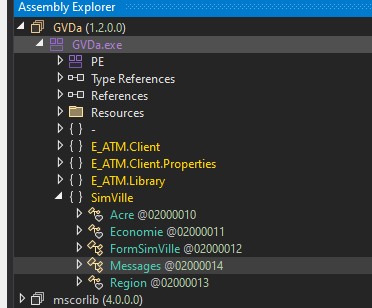 Assembly Explorer
GVDa (1.2.0.0)
GVDa.exe
PE
Type References
References
Resources
{ } -
{ } E_ATM.Client
{ } E_ATM.Client.Properties
{ } E_ATM.Library
{ } SimVille
Acre @02000010
Economie @02000011
FormSimVille @02000012
Messages @02000014
Region @02000013
mscorlib (4.0.0.0)